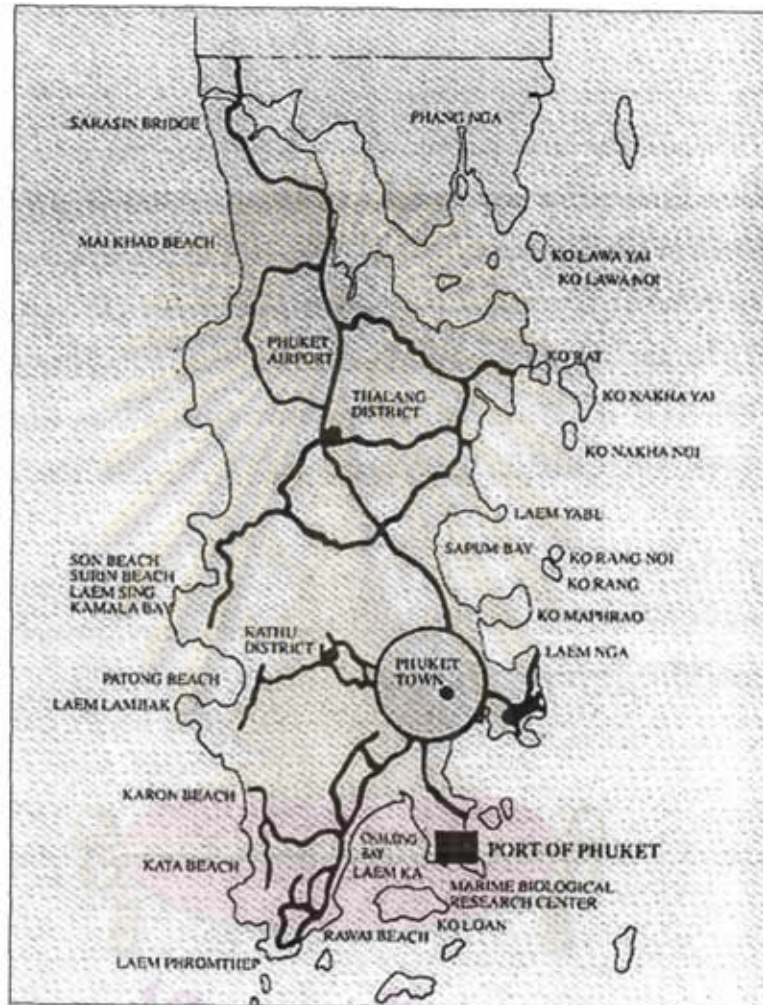 SARASIN BRIDGE
PHANG NGA
MAI KHAD BEACH
KO LAWA YAI
KO LAWA NOI
PHUKET
AIRPORT
KO RAT
THALANG
DISTRICT
KO NAKHA YAI
KO NAKHA NOI
LAEM YABU
SAPUM BAY
SON BEACH
SURIN BEACH
LAEM SING
KAMALA BAY
KO RANG NOI
KO RANG
KO MAPHRAO
KATHU
DISTRICT
LAEM NGA
PATONG BEACH
PHUKET
TOWN
LAEM LAMBAK
KARON BEACH
CHALONG
BAY
PORT OF PHUKET
KATA BEACH
LAEM KA
MARIME BIOLOGICAL
RESEARCH CENTER
KO LOAN
RAWAI BEACH
LAEM PHROMTHEP